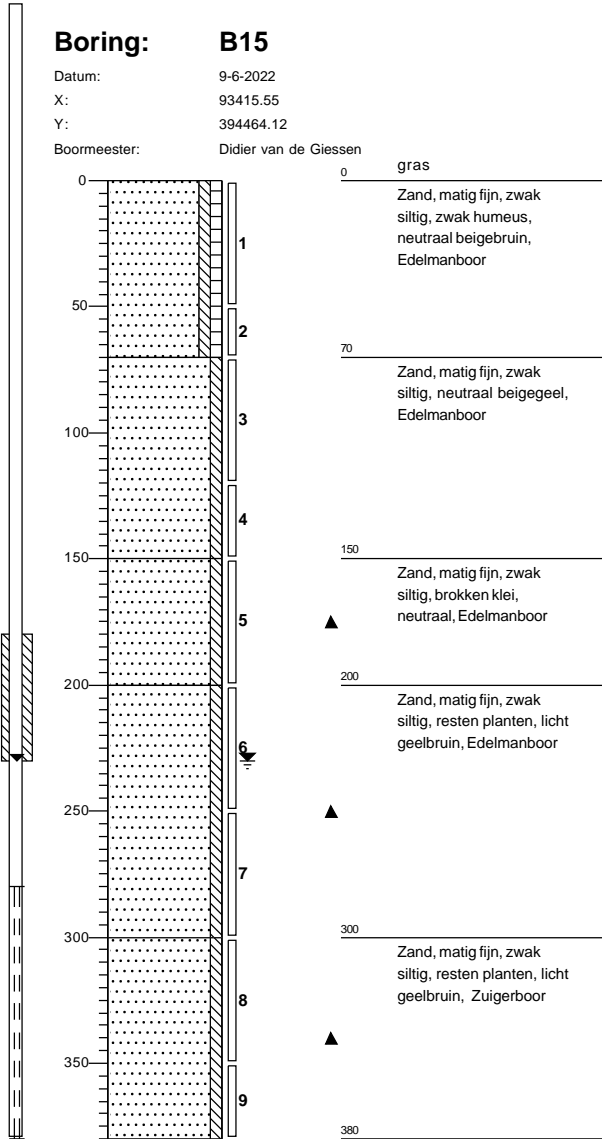 Boring: B15
Datum: 9-6-2022
X: 93415.55
Y: 394464.12
Boormeester: Didier van de Giessen
0
50
100
150
200
250
300
350
1
2
3
4
5
6
7
8
9
gras
0
Zand, matig fijn, zwak
siltig, zwak humeus,
neutraal beigebruin,
Edelmanboor
70
Zand, matig fijn, zwak
siltig, neutraal beigegeel,
Edelmanboor
150
Zand, matig fijn, zwak
siltig, brokken klei,
neutraal, Edelmanboor
200
Zand, matig fijn, zwak
siltig, resten planten, licht
geelbruin, Edelmanboor
300
Zand, matig fijn, zwak
siltig, resten planten, licht
geelbruin, Zuigerboor
380